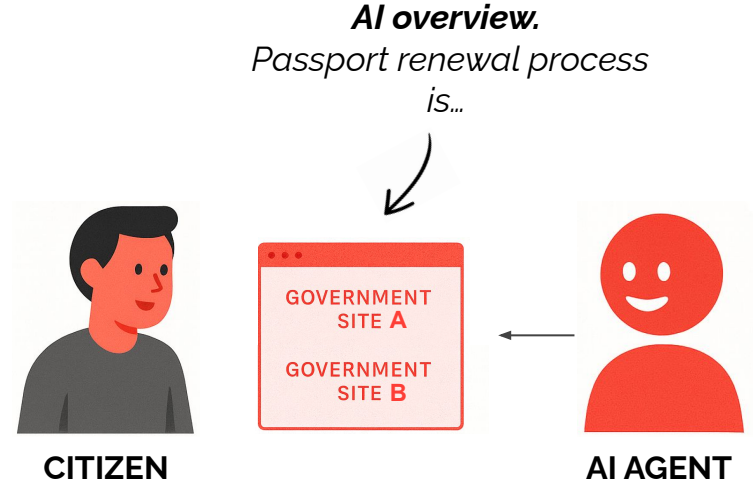 AI overview.
Passport renewal process
is…
GOVERNMENT
SITE A
GOVERNMENT
SITE B
CITIZEN
AI AGENT